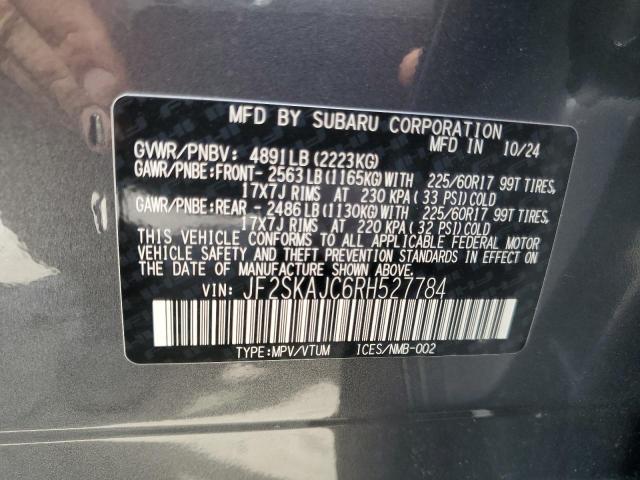 MFD BY SUBARU CORPORATION
MFD IN 10/24
GVWR/PNBV: 4891LB(2223KG)
GAWR/PNBE:FRONT- 2563LB(1165KG)WITH 225/60R17 99T TIRES,
17X7J RIMS AT 230 KPA(33 PSI)COLD
GAWR/PNBE:REAR - 2486LB(1130KG)WITH 225/60R17 99T TIRES,
17X7J RIMS AT 220 KPA(32 PSI)COLD
THIS VEHICLE CONFORMS TO ALL APPLICABLE FEDERAL MOTOR
VEHICLE SAFETY AND THEFT PREVENTION STANDARDS IN EFFECT ON
THE DATE OF MANUFACTURE SHOWN ABOVE.
VIN: JF2SKAJC6RH527784
TYPE:MPV/VTUM ICES/NMB-002